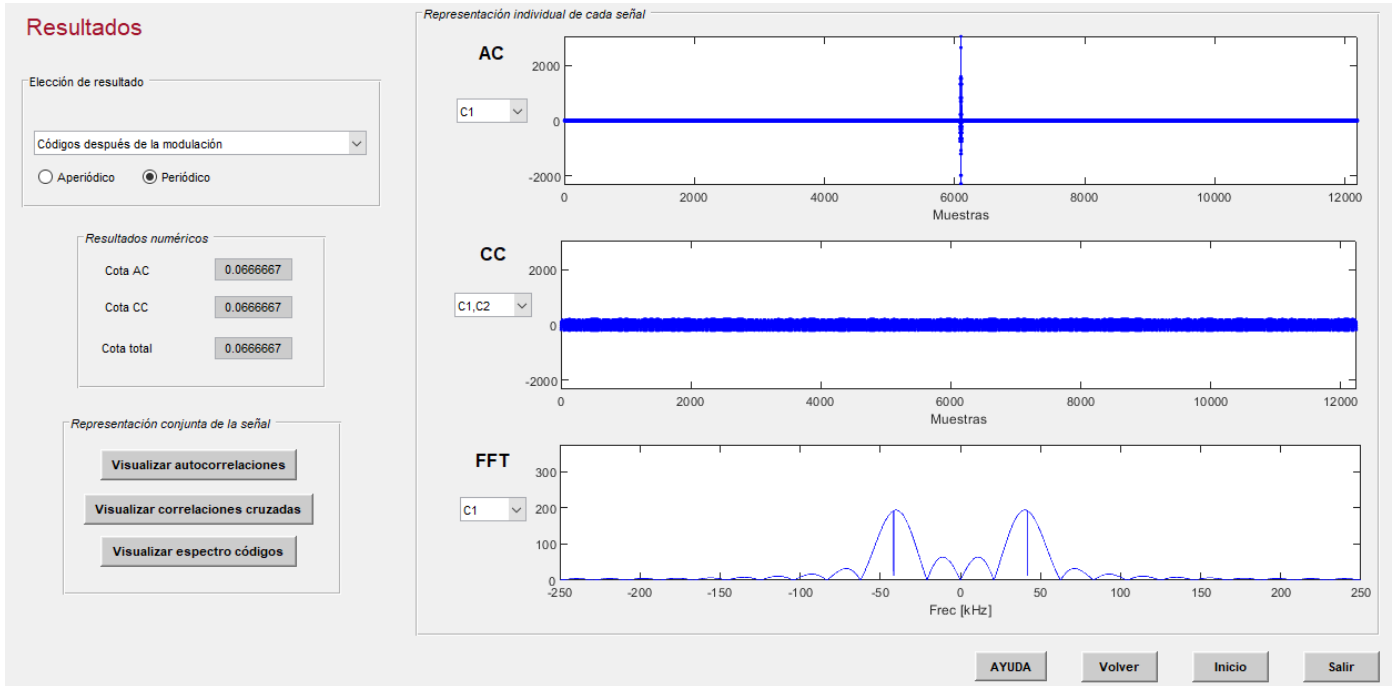 Resultados
Elección de resultado
Códigos después de la modulación
Aperiódico
Periódico
Resultados numéricos
Cota AC 0.0666667
Cota CC 0.0666667
Cota total 0.0666667
Representación conjunta de la señal
Visualizar autocorrelaciones
Visualizar correlaciones cruzadas
Visualizar espectro códigos
Representación individual de cada señal
AC
C1
2000
0
-2000
0 2000 4000 6000 8000 10000 12000
Muestras
CC
C1,C2
2000
0
-2000
0 2000 4000 6000 8000 10000 12000
Muestras
FFT
C1
300
200
100
0
-250 -200 -150 -100 -50 0 50 100 150 200 250
Frec [kHz]
AYUDA Volver Inicio Salir